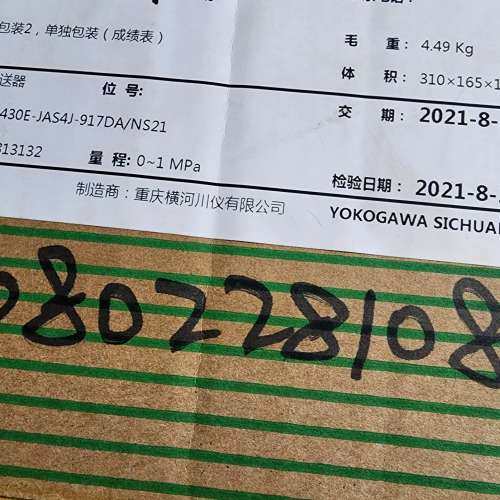 包装2，单独包装（成绩表）
毛 重： 4.49 Kg
体 积： 310×165×1
送器
位 号：
交 期： 2021-8-
430E-JAS4J-917DA/NS21
313132
量 程: 0~1 MPa
检验日期： 2021-8-
制造商：重庆横河川仪有限公司
YOKOGAWA SICHUAN
080228108